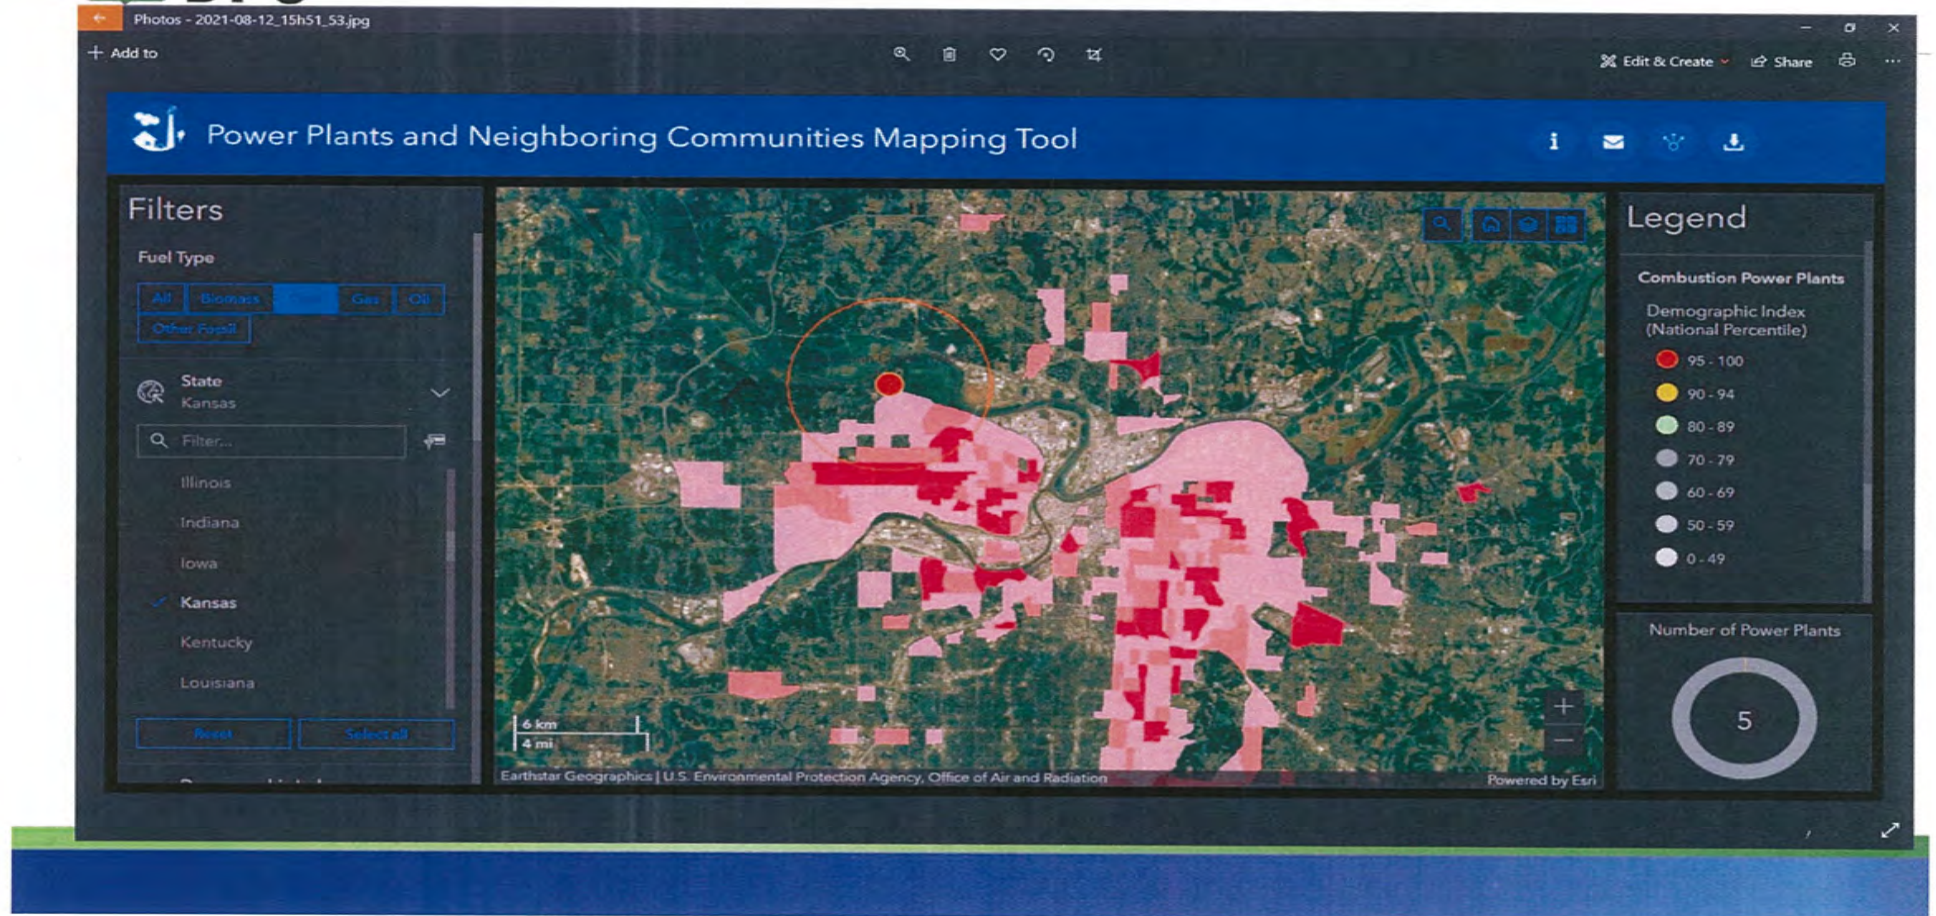 Photos - 2021-08-12_15h51_53.jpg
Add to
Edit & Create
Share
Power Plants and Neighboring Communities Mapping Tool
Filters
Fuel Type
All Biomass Gas Oil
Other Fossil
State
Kansas
Filter...
Illinois
Indiana
Iowa
Kansas
Kentucky
Louisiana
Reset Select all
6 km
4 mi
Earthstar Geographics | U.S. Environmental Protection Agency, Office of Air and Radiation
Powered by Esri
Legend
Combustion Power Plants
Demographic Index
(National Percentile)
95 - 100
90 - 94
80 - 89
70 - 79
60 - 69
50 - 59
0 - 49
Number of Power Plants
5